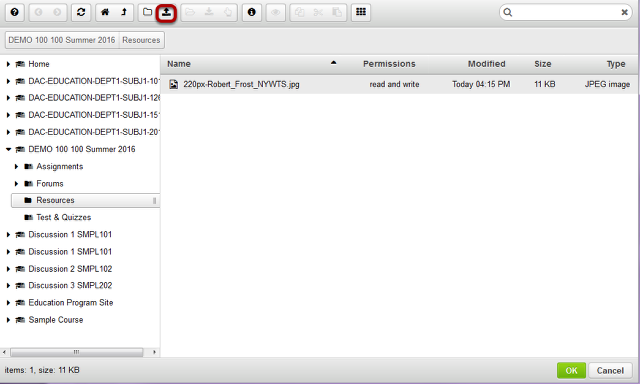 DEMO 100 100 Summer 2016 Resources
Name Permissions Modified Size Type
220px-Robert_Frost_NYWTS.jpg read and write Today 04:15 PM 11 KB JPEG image
Home
DAC-EDUCATION-DEPT1-SUBJ1-101
DAC-EDUCATION-DEPT1-SUBJ1-126
DAC-EDUCATION-DEPT1-SUBJ1-151
DAC-EDUCATION-DEPT1-SUBJ1-201
DEMO 100 100 Summer 2016
Assignments
Forums
Resources
Test & Quizzes
Discussion 1 SMPL101
Discussion 1 SMPL101
Discussion 2 SMPL102
Discussion 3 SMPL202
Education Program Site
Sample Course
items: 1, size: 11 KB
OK Cancel